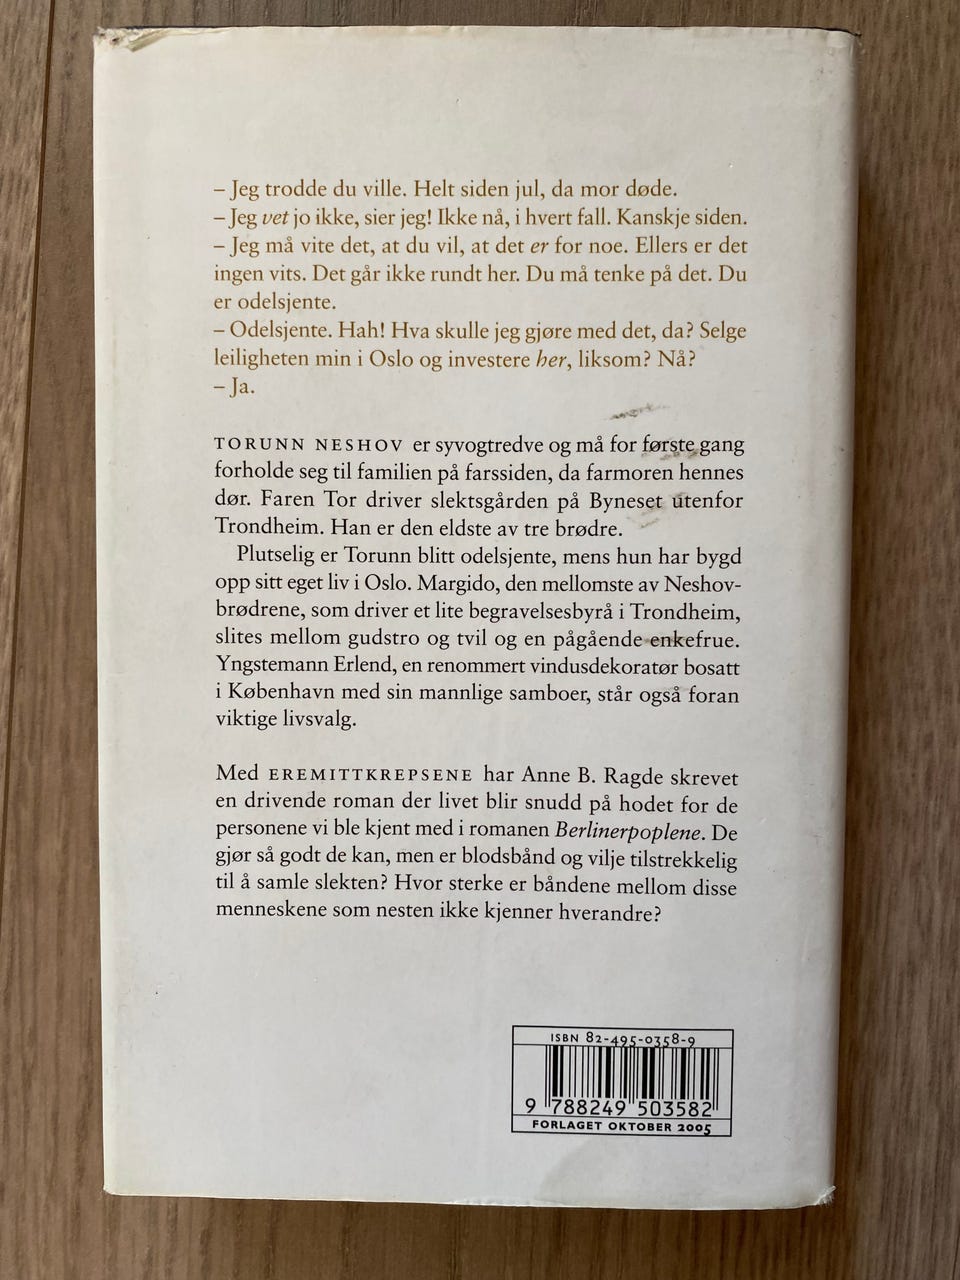 – Jeg trodde du ville. Helt siden jul, da mor døde.
– Jeg vet jo ikke, sier jeg! Ikke nå, i hvert fall. Kanskje siden.
– Jeg må vite det, at du vil, at det er for noe. Ellers er det
ingen vits. Det går ikke rundt her. Du må tenke på det. Du
er odelsjente.
– Odelsjente. Hah! Hva skulle jeg gjøre med det, da? Selge
leiligheten min i Oslo og investere her, liksom? Nå?
– Ja.
TORUNN NESHOV er syvogtredve og må for første gang
forholde seg til familien på farssiden, da farmoren hennes
dør. Faren Tor driver slektsgården på Byneset utenfor
Trondheim. Han er den eldste av tre brødre.
Plutselig er Torunn blitt odelsjente, mens hun har bygd
opp sitt eget liv i Oslo. Margido, den mellomste av Neshov-
brødrene, som driver et lite begravelsesbyrå i Trondheim,
slites mellom gudstro og tvil og en pågående enkefrue.
Yngstemann Erlend, en renommert vindusdekoratør bosatt
i København med sin mannlige samboer, står også foran
viktige livsvalg.
Med EREMITTKREPSENE har Anne B. Ragde skrevet
en drivende roman der livet blir snudd på hodet for de
personene vi ble kjent med i romanen Berlinerpoplene. De
gjør så godt de kan, men er blodsbånd og vilje tilstrekkelig
til å samle slekten? Hvor sterke er båndene mellom disse
menneskene som nesten ikke kjenner hverandre?
ISBN 82-495-0358-9
9 788249 503582
FORLAGET OKTOBER 2005